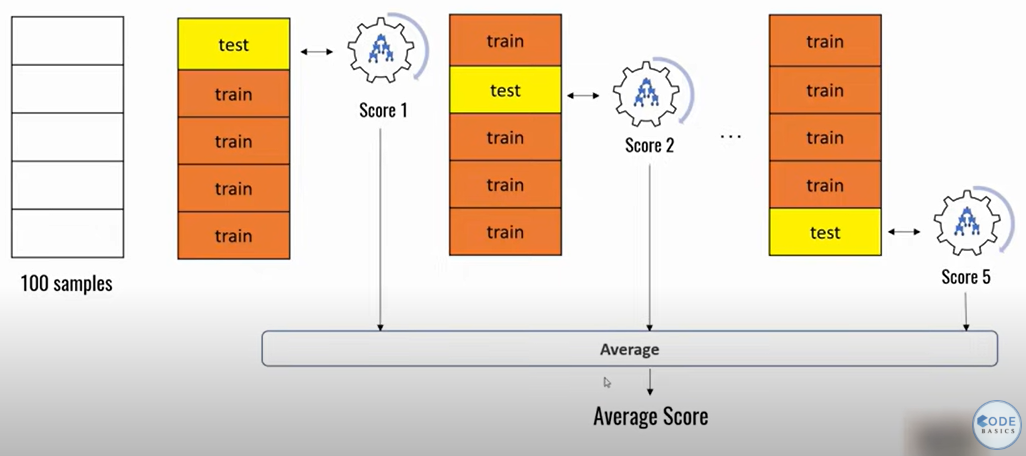 test
train
train
train
train
Score 1
train
test
train
train
train
Score 2
...
train
train
train
train
test
Score 5
100 samples
Average
Average Score
CODE
BASICS